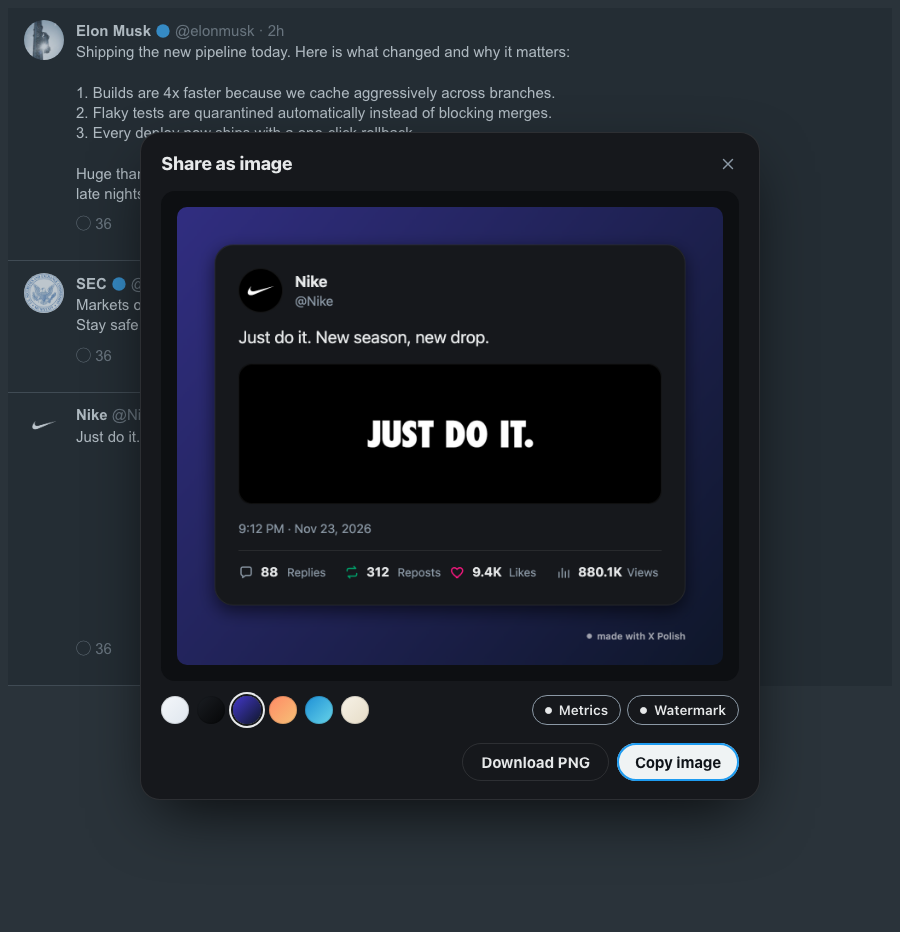 Elon Musk @elonmusk · 2h
Shipping the new pipeline today. Here is what changed and why it matters:
1. Builds are 4x faster because we cache aggressively across branches.
2. Flaky tests are quarantined automatically instead of blocking merges.
3. Every deploy now ships with a one-click rollback.
Huge
late nights
36
SEC @
Markets
Stay safe
36
Nike @Ni
Just do it.
36
Share as image
Nike
@Nike
Just do it. New season, new drop.
JUST DO IT.
9:12 PM · Nov 23, 2026
88 Replies 312 Reposts 9.4K Likes 880.1K Views
made with X Polish
Metrics Watermark
Download PNG Copy image